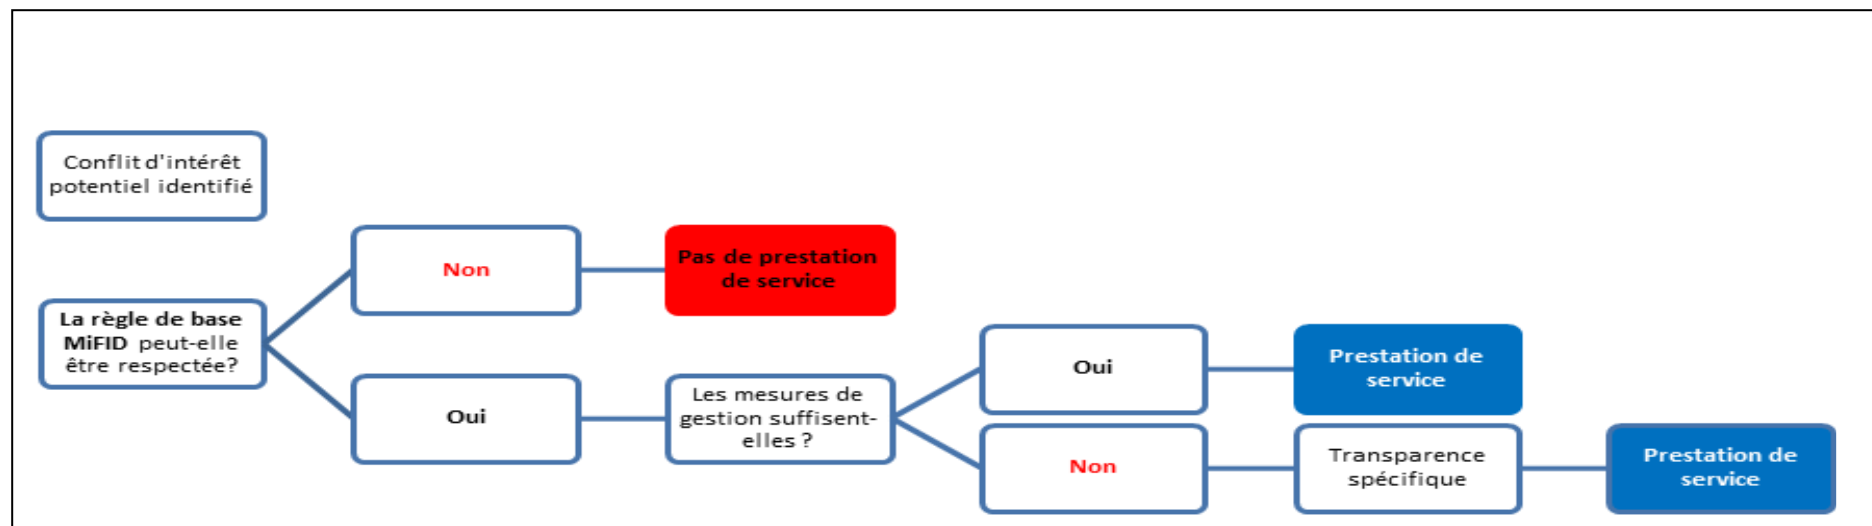 Conflit d'intérêt
potentiel identifié
La règle de base
MiFID peut-elle
être respectée?
Non
Pas de prestation
de service
Oui
Les mesures de
gestion suffisent-
elles ?
Oui
Prestation de
service
Non
Transparence
spécifique
Prestation de
service